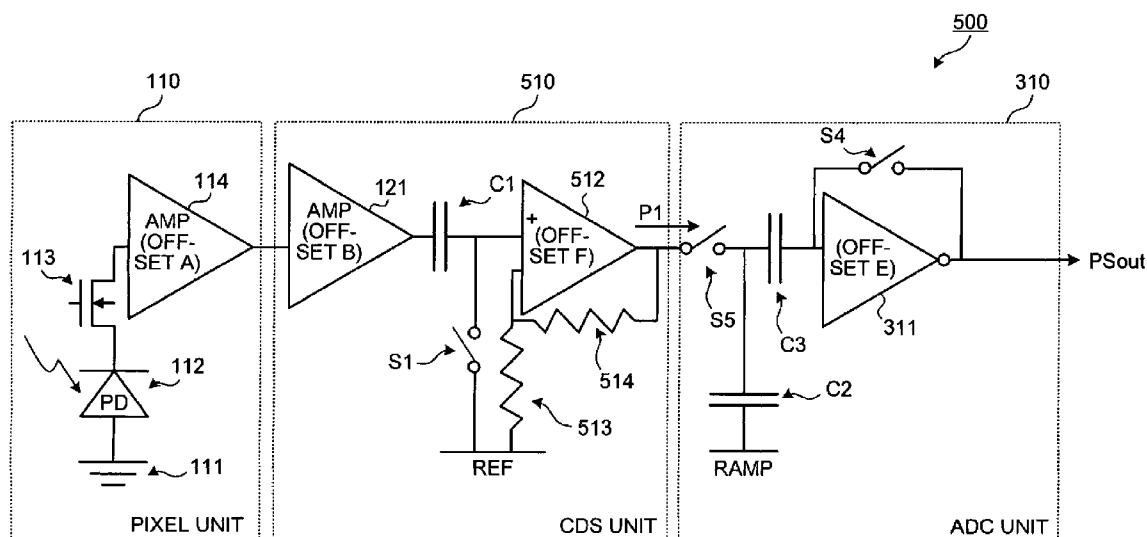 500
110
510
310
S4
114
121
C1
512
AMP
(OFF-
SET A)
AMP
(OFF-
SET B)
+
(OFF-
SET F)
P1
(OFF-
SET E)
113
PSout
S5
C3
311
S1
514
112
PD
C2
513
REF
RAMP
111
PIXEL UNIT
CDS UNIT
ADC UNIT